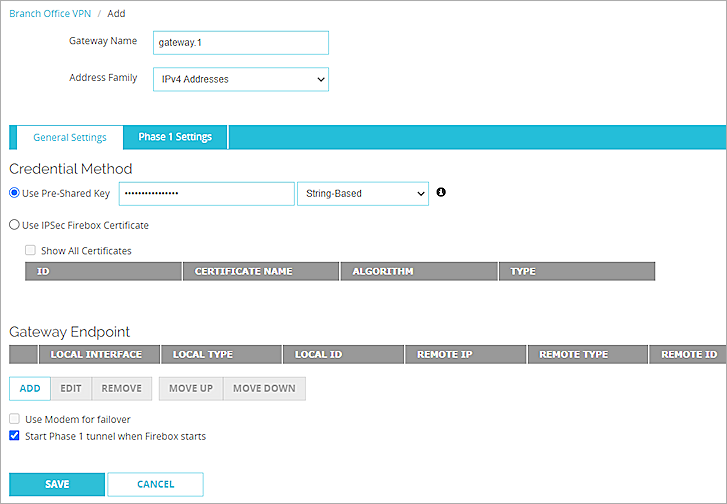 Branch Office VPN / Add
Gateway Name gateway.1
Address Family IPv4 Addresses
General Settings Phase 1 Settings
Credential Method
Use Pre-Shared Key •••••••••••••••• String-Based
Use IPSec Firebox Certificate
Show All Certificates
ID CERTIFICATE NAME ALGORITHM TYPE
Gateway Endpoint
LOCAL INTERFACE LOCAL TYPE LOCAL ID REMOTE IP REMOTE TYPE REMOTE ID
ADD EDIT REMOVE MOVE UP MOVE DOWN
Use Modem for failover
Start Phase 1 tunnel when Firebox starts
SAVE CANCEL